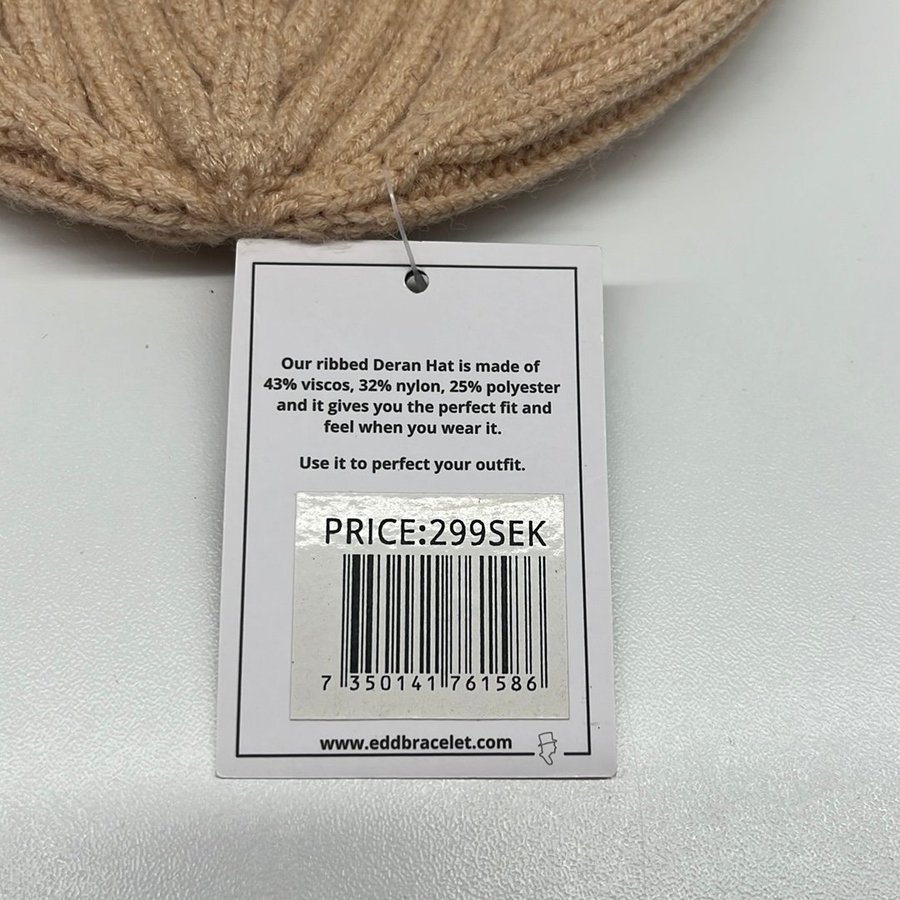 Our ribbed Deran Hat is made of
43% viscos, 32% nylon, 25% polyester
and it gives you the perfect fit and
feel when you wear it.
Use it to perfect your outfit.
PRICE:299SEK
7 350141 761586
www.eddbracelet.com